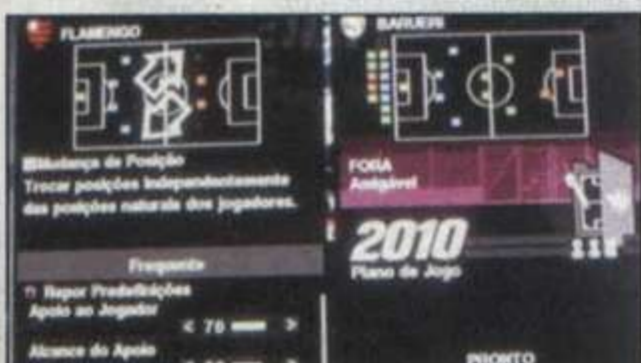 FLAMENGO
Mudança de Posição
Trocar posições independentemente
das posições naturais dos jogadores.
Frequente
Repor Predefinições
Apoio ao Jogador
< 70 >
Alcance do Apoio
BARUERI
FORA
Amigável
2010
Plano de Jogo
PRONTO